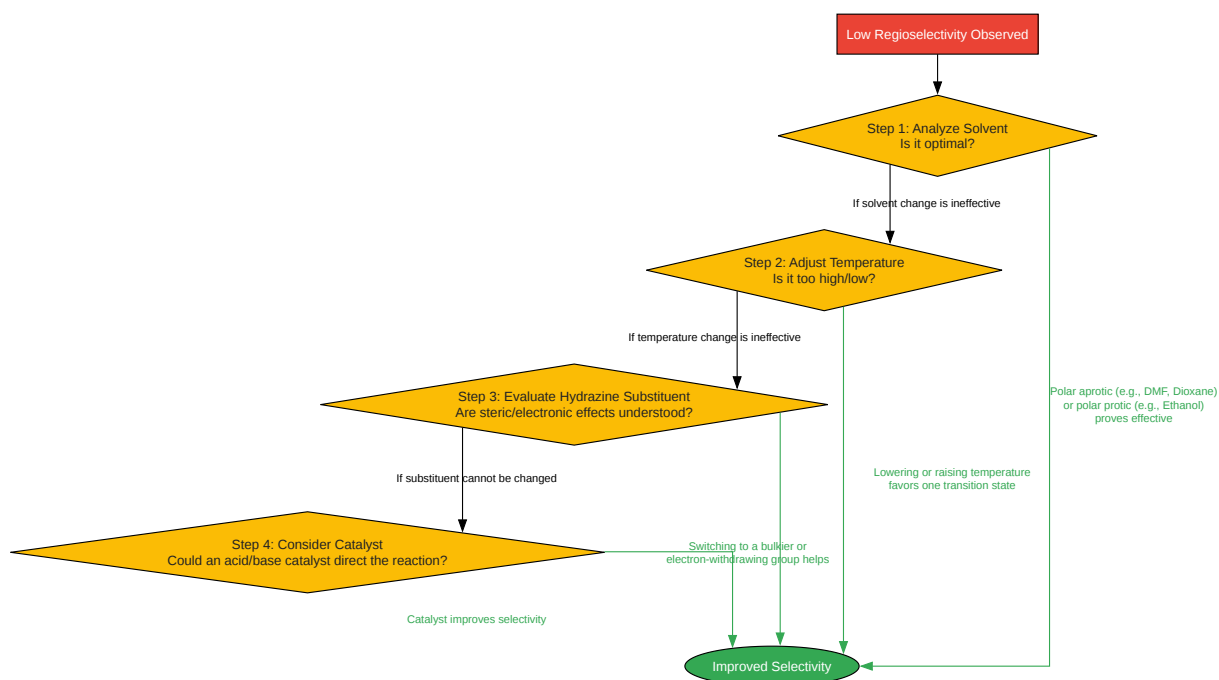 Low Regioselectivity Observed
Step 1: Analyze Solvent
Is it optimal?
If solvent change is ineffective
Step 2: Adjust Temperature
Is it too high/low?
If temperature change is ineffective
Step 3: Evaluate Hydrazine Substituent
Are steric/electronic effects understood?
Polar aprotic (e.g., DMF, Dioxane)
or polar protic (e.g., Ethanol)
proves effective
If substituent cannot be changed
Lowering or raising temperature
favors one transition state
Step 4: Consider Catalyst
Could an acid/base catalyst direct the reaction?
Switching to a bulkier or
electron-withdrawing group helps
Catalyst improves selectivity
Improved Selectivity